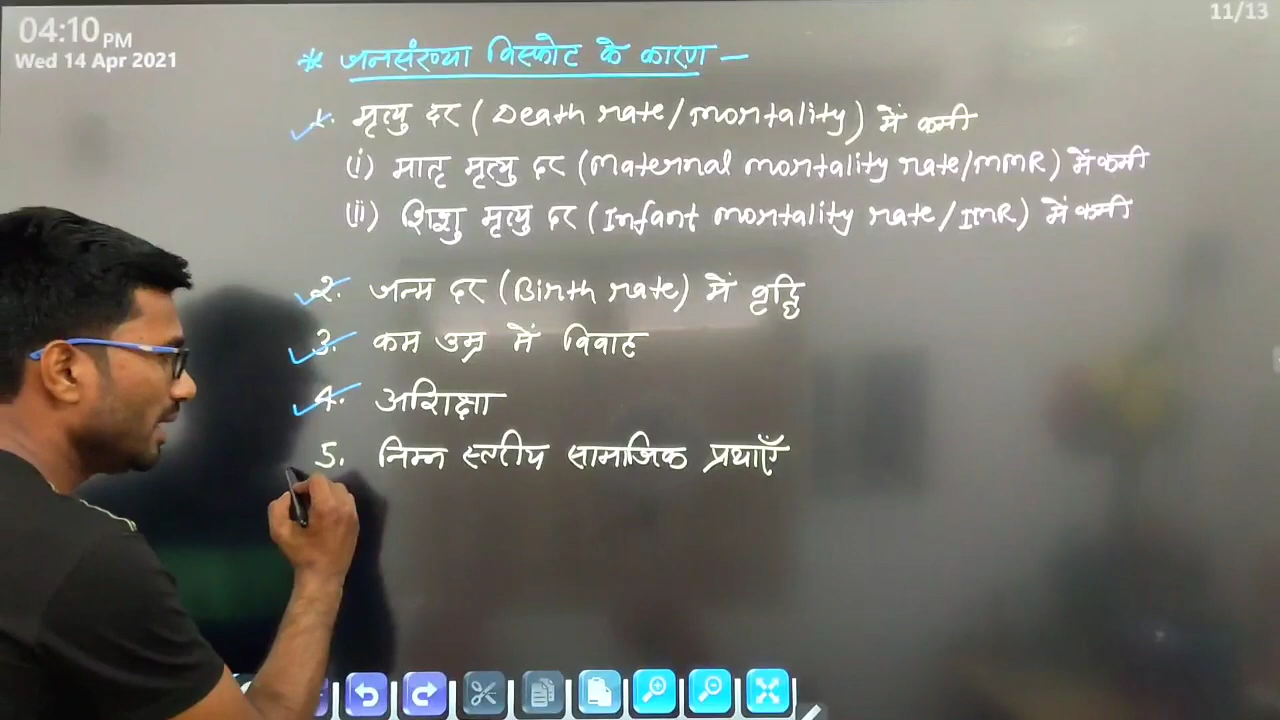 04:10 PM
Wed 14 Apr 2021
11/13
* जनसंख्या विस्फोट के कारण –
1. मृत्यु दर (Death rate/mortality) में कमी
(i) मातृ मृत्यु दर (Maternal mortality rate/MMR) में कमी
(ii) शिशु मृत्यु दर (Infant mortality rate/IMR) में कमी
2. जन्म दर (Birth rate) में वृद्धि
3. कम उम्र में विवाह
4. अशिक्षा
5. निम्न स्तरीय सामाजिक प्रथाएँ